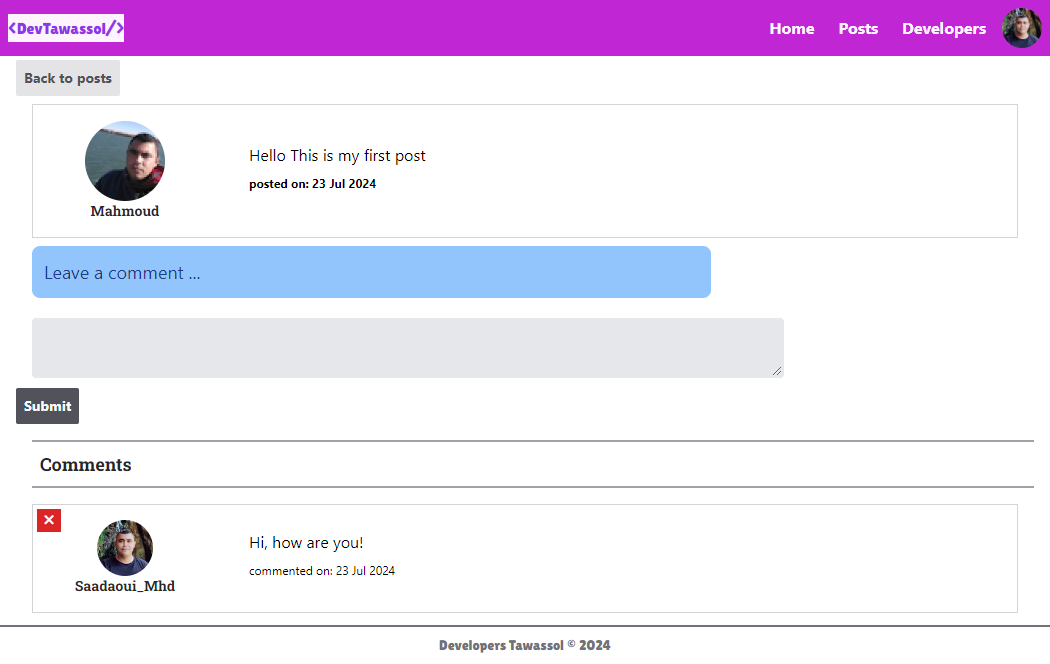 <DevTawassol/>
Home Posts Developers
Back to posts
Hello This is my first post
posted on: 23 Jul 2024
Mahmoud
Leave a comment ...
Submit
Comments
×
Hi, how are you!
commented on: 23 Jul 2024
Saadaoui_Mhd
Developers Tawassol © 2024